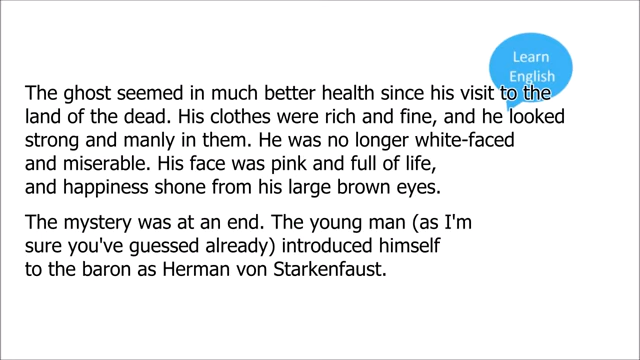 Learn
English
The ghost seemed in much better health since his visit to the
land of the dead. His clothes were rich and fine, and he looked
strong and manly in them. He was no longer white-faced
and miserable. His face was pink and full of life,
and happiness shone from his large brown eyes.
The mystery was at an end. The young man (as I'm
sure you've guessed already) introduced himself
to the baron as Herman von Starkenfaust.